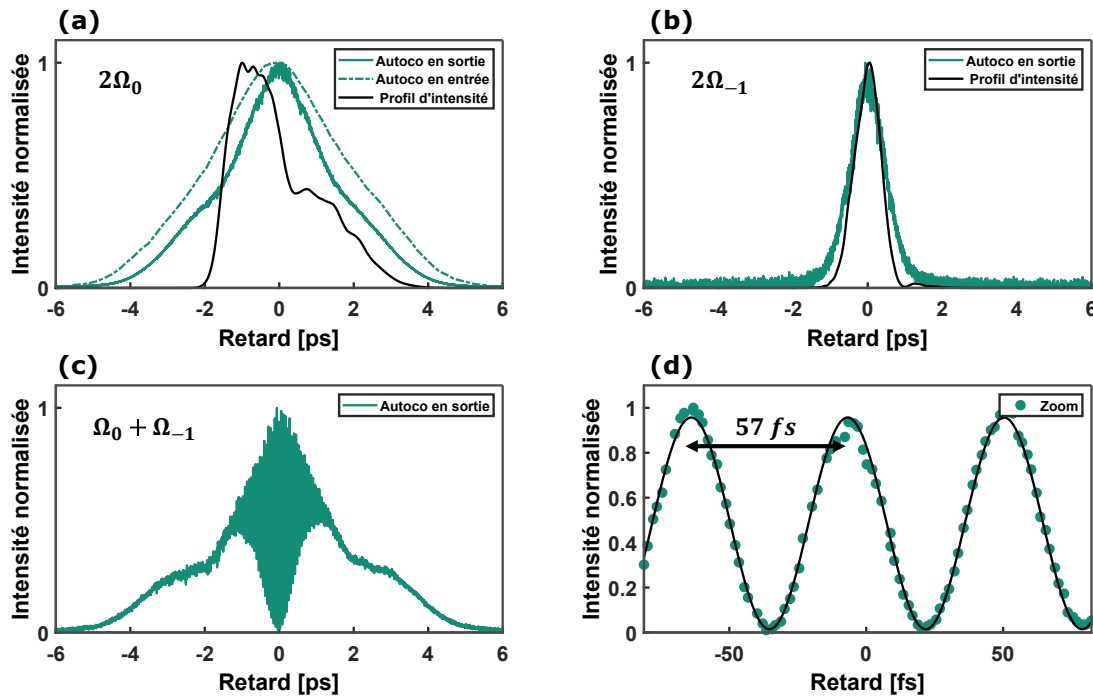 (a)
Intensité normalisée
1
0
2Ω₀
Autoco en sortie
Autoco en entrée
Profil d'intensité
-6 -4 -2 0 2 4 6
Retard [ps]
(b)
Intensité normalisée
1
0
2Ω₋₁
Autoco en sortie
Profil d'intensité
-6 -4 -2 0 2 4 6
Retard [ps]
(c)
Intensité normalisée
1
0
Ω₀ + Ω₋₁
Autoco en sortie
-6 -4 -2 0 2 4 6
Retard [ps]
(d)
Intensité normalisée
1
0.8
0.6
0.4
0.2
0
57 fs
Zoom
-50 0 50
Retard [fs]